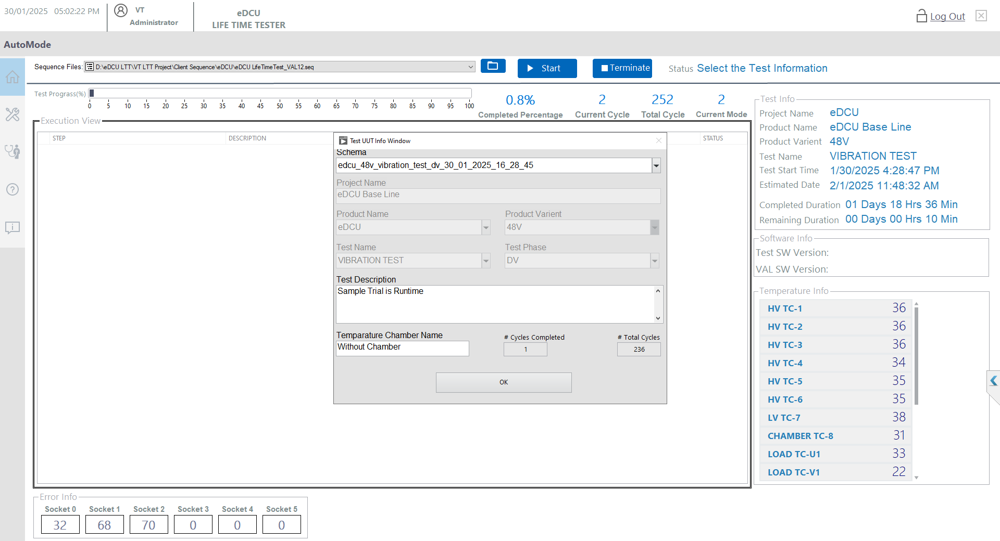 30/01/2025 05:02:22 PM
VT
Administrator
eDCU
LIFE TIME TESTER
Log Out
AutoMode
Sequence Files: D:\eDCU LTT\VT LTT Project\Client Sequence\eDCU\eDCU LifeTimeTest_VAL12.seq
Start
Terminate
Status Select the Test Information
Test Prograss(%)
0 5 10 15 20 25 30 35 40 45 50 55 60 65 70 75 80 85 90 95 100
0.8%
Completed Percentage
2
Current Cycle
252
Total Cycle
2
Current Mode
Execution View
STEP DESCRIPTION STATUS
Test UUT Info Window
Schema
edcu_48v_vibration_test_dv_30_01_2025_16_28_45
Project Name
eDCU Base Line
Product Name Product Varient
eDCU 48V
Test Name Test Phase
VIBRATION TEST DV
Test Description
Sample Trial is Runtime
Temparature Chamber Name # Cycles Completed # Total Cycles
Without Chamber 1 236
OK
Test Info
Project Name eDCU
Product Name eDCU Base Line
Product Varient 48V
Test Name VIBRATION TEST
Test Start Time 1/30/2025 4:28:47 PM
Estimated Date 2/1/2025 11:48:32 AM
Completed Duration 01 Days 18 Hrs 36 Min
Remaining Duration 00 Days 00 Hrs 10 Min
Software Info
Test SW Version:
VAL SW Version:
Temperature Info
HV TC-1 36
HV TC-2 36
HV TC-3 36
HV TC-4 34
HV TC-5 35
HV TC-6 35
LV TC-7 38
CHAMBER TC-8 31
LOAD TC-U1 33
LOAD TC-V1 22
Error Info
Socket 0 Socket 1 Socket 2 Socket 3 Socket 4 Socket 5
32 68 70 0 0 0